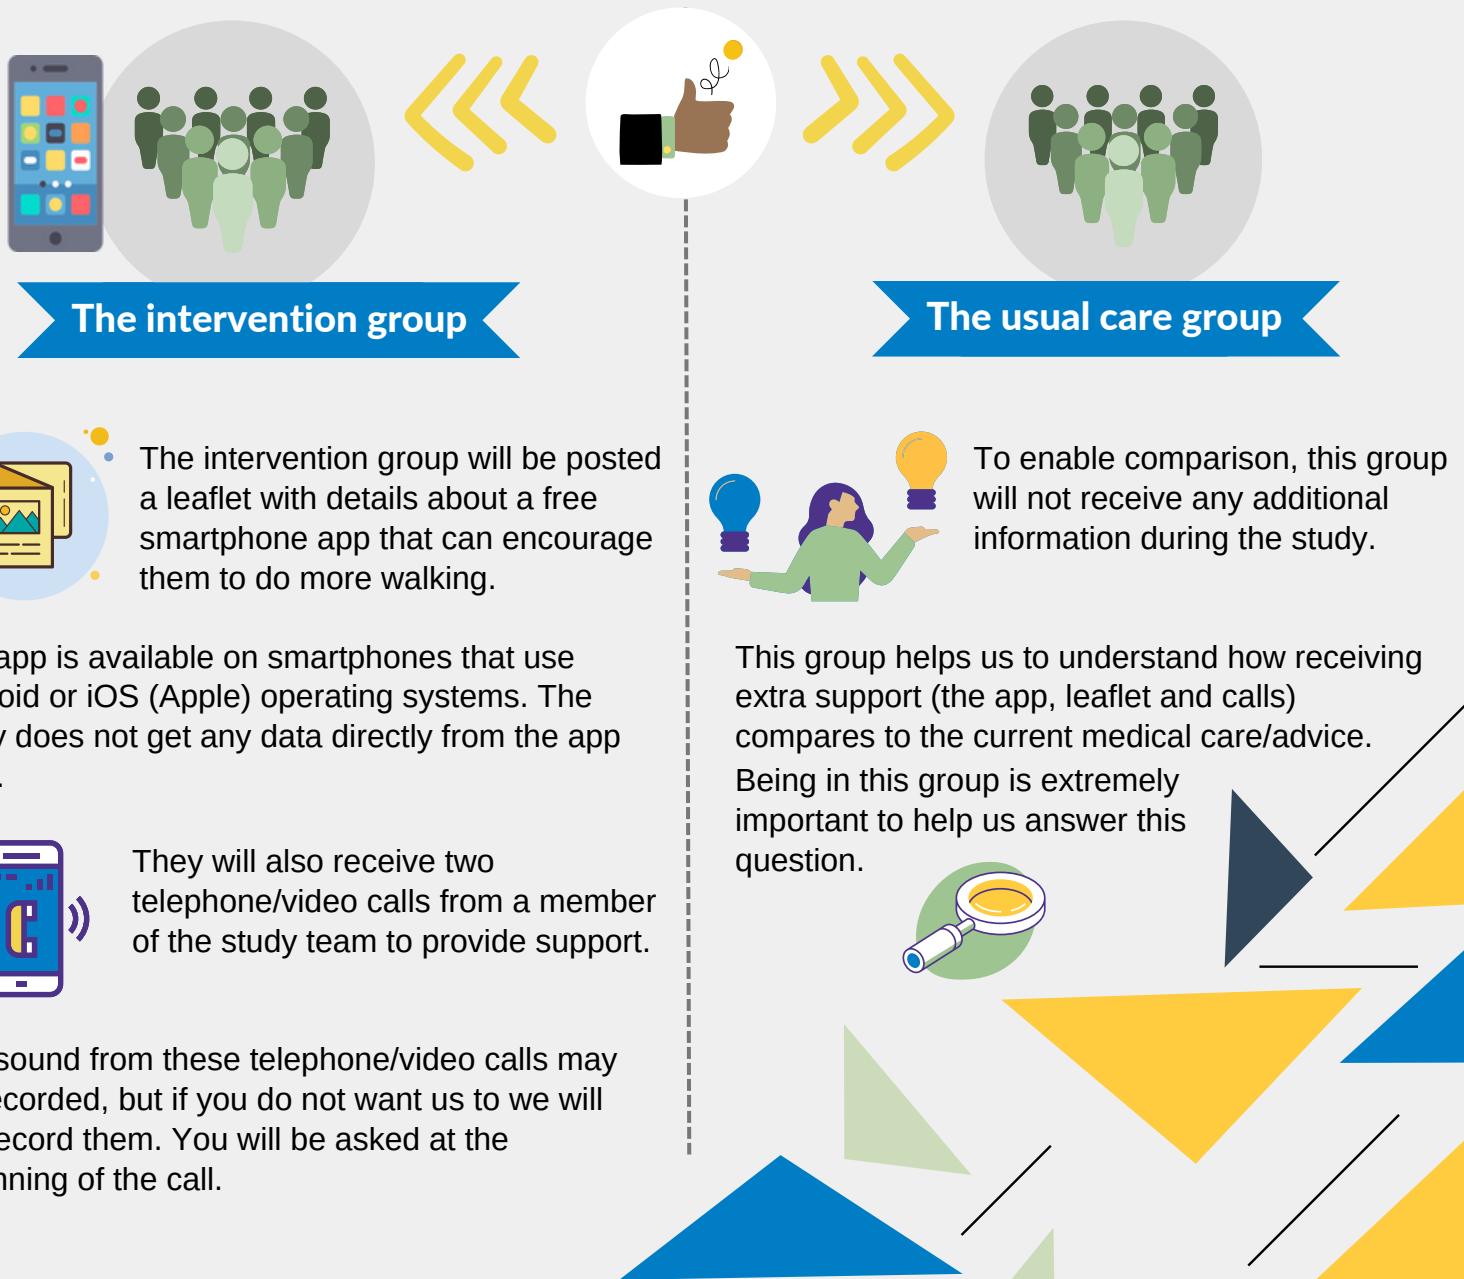 The intervention group
The intervention group will be posted
a leaflet with details about a free
smartphone app that can encourage
them to do more walking.
app is available on smartphones that use
oid or iOS (Apple) operating systems. The
y does not get any data directly from the app
.
They will also receive two
telephone/video calls from a member
of the study team to provide support.
sound from these telephone/video calls may
ecorded, but if you do not want us to we will
ecord them. You will be asked at the
nning of the call.
The usual care group
To enable comparison, this group
will not receive any additional
information during the study.
This group helps us to understand how receiving
extra support (the app, leaflet and calls)
compares to the current medical care/advice.
Being in this group is extremely
important to help us answer this
question.